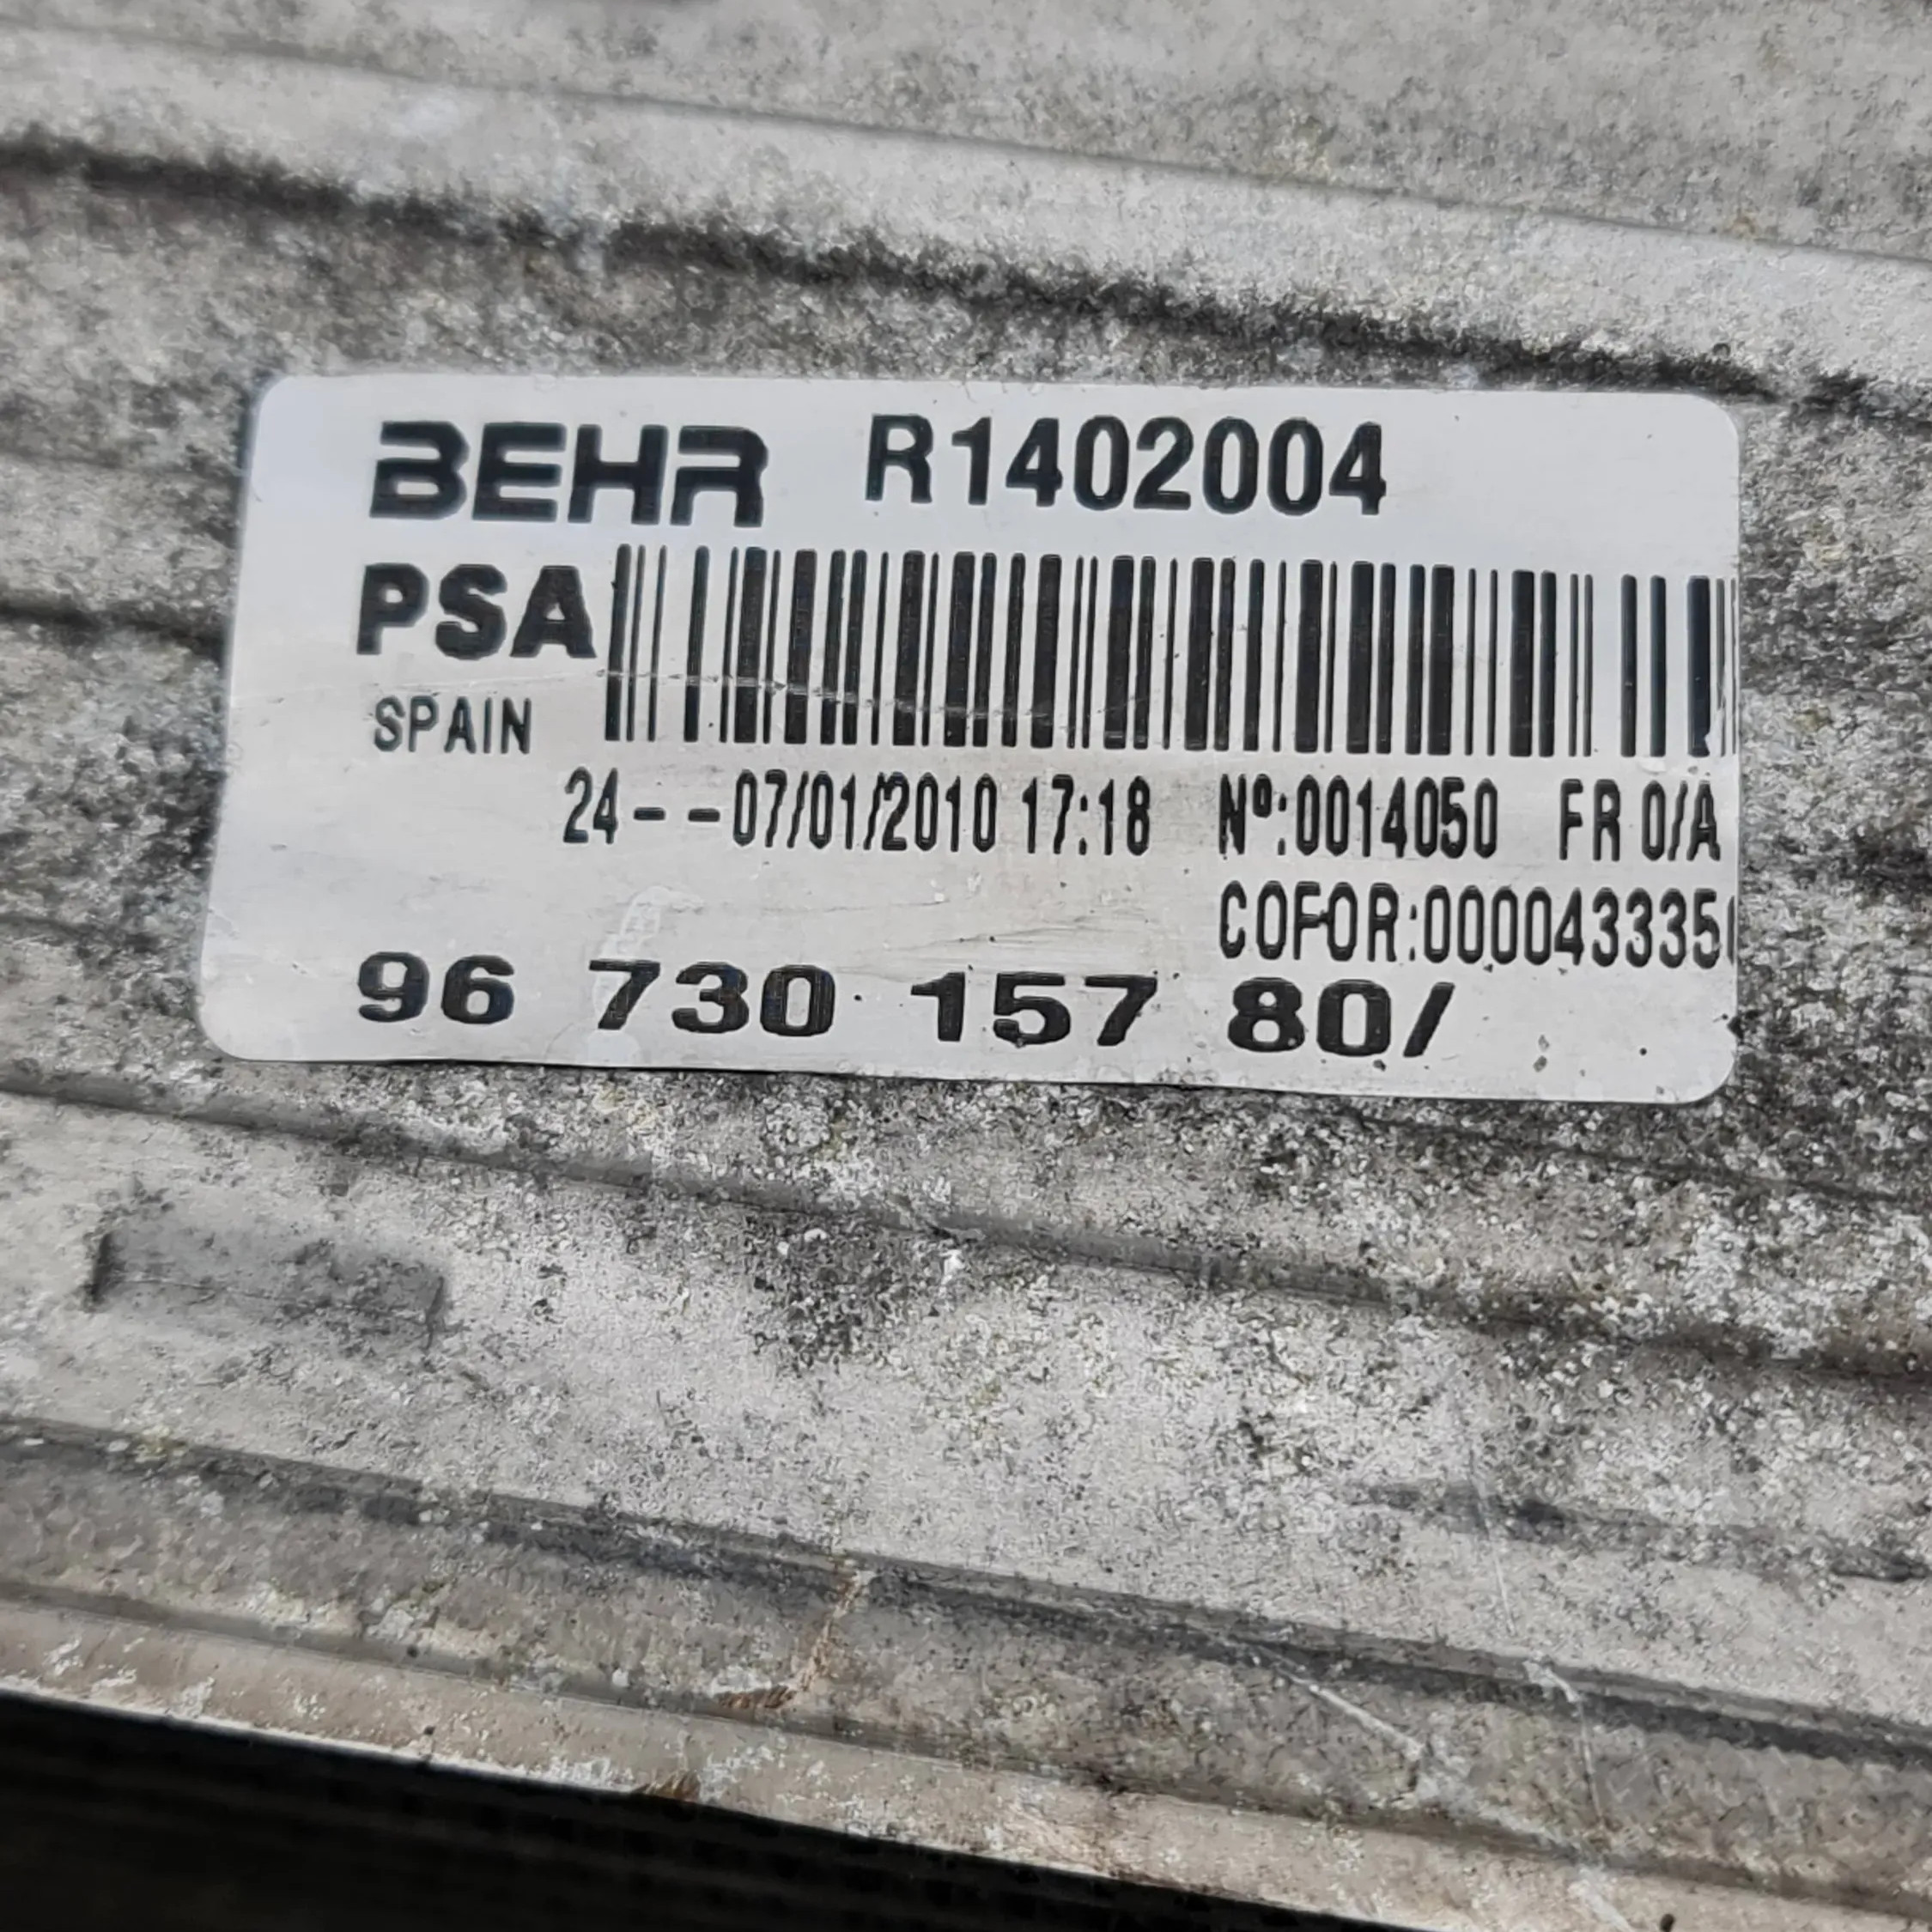 BEHR R1402004
PSA
SPAIN
24- -07/01/2010 17:18 Nº:0014050 FR 0/A
COFOR:000043335
96 730 157 80/